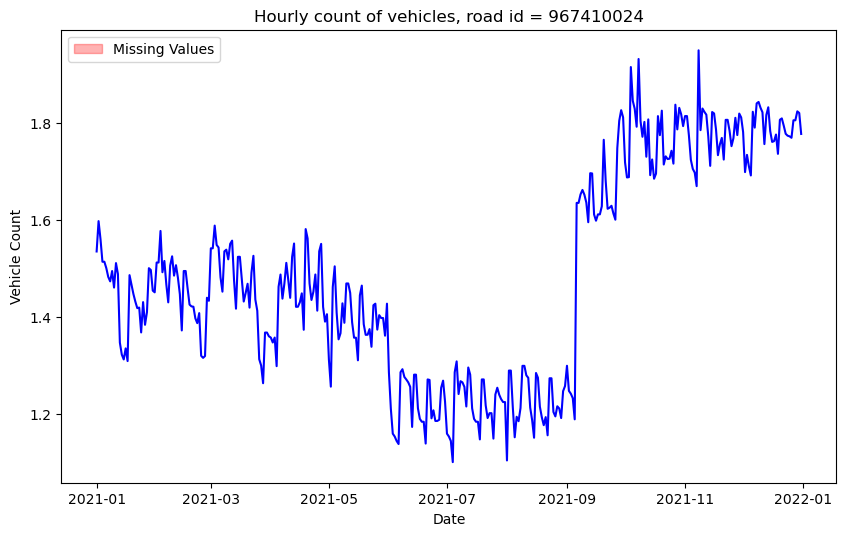 Hourly count of vehicles, road id = 967410024
Missing Values
Vehicle Count
1.8
1.6
1.4
1.2
2021-01
2021-03
2021-05
2021-07
2021-09
2021-11
2022-01
Date